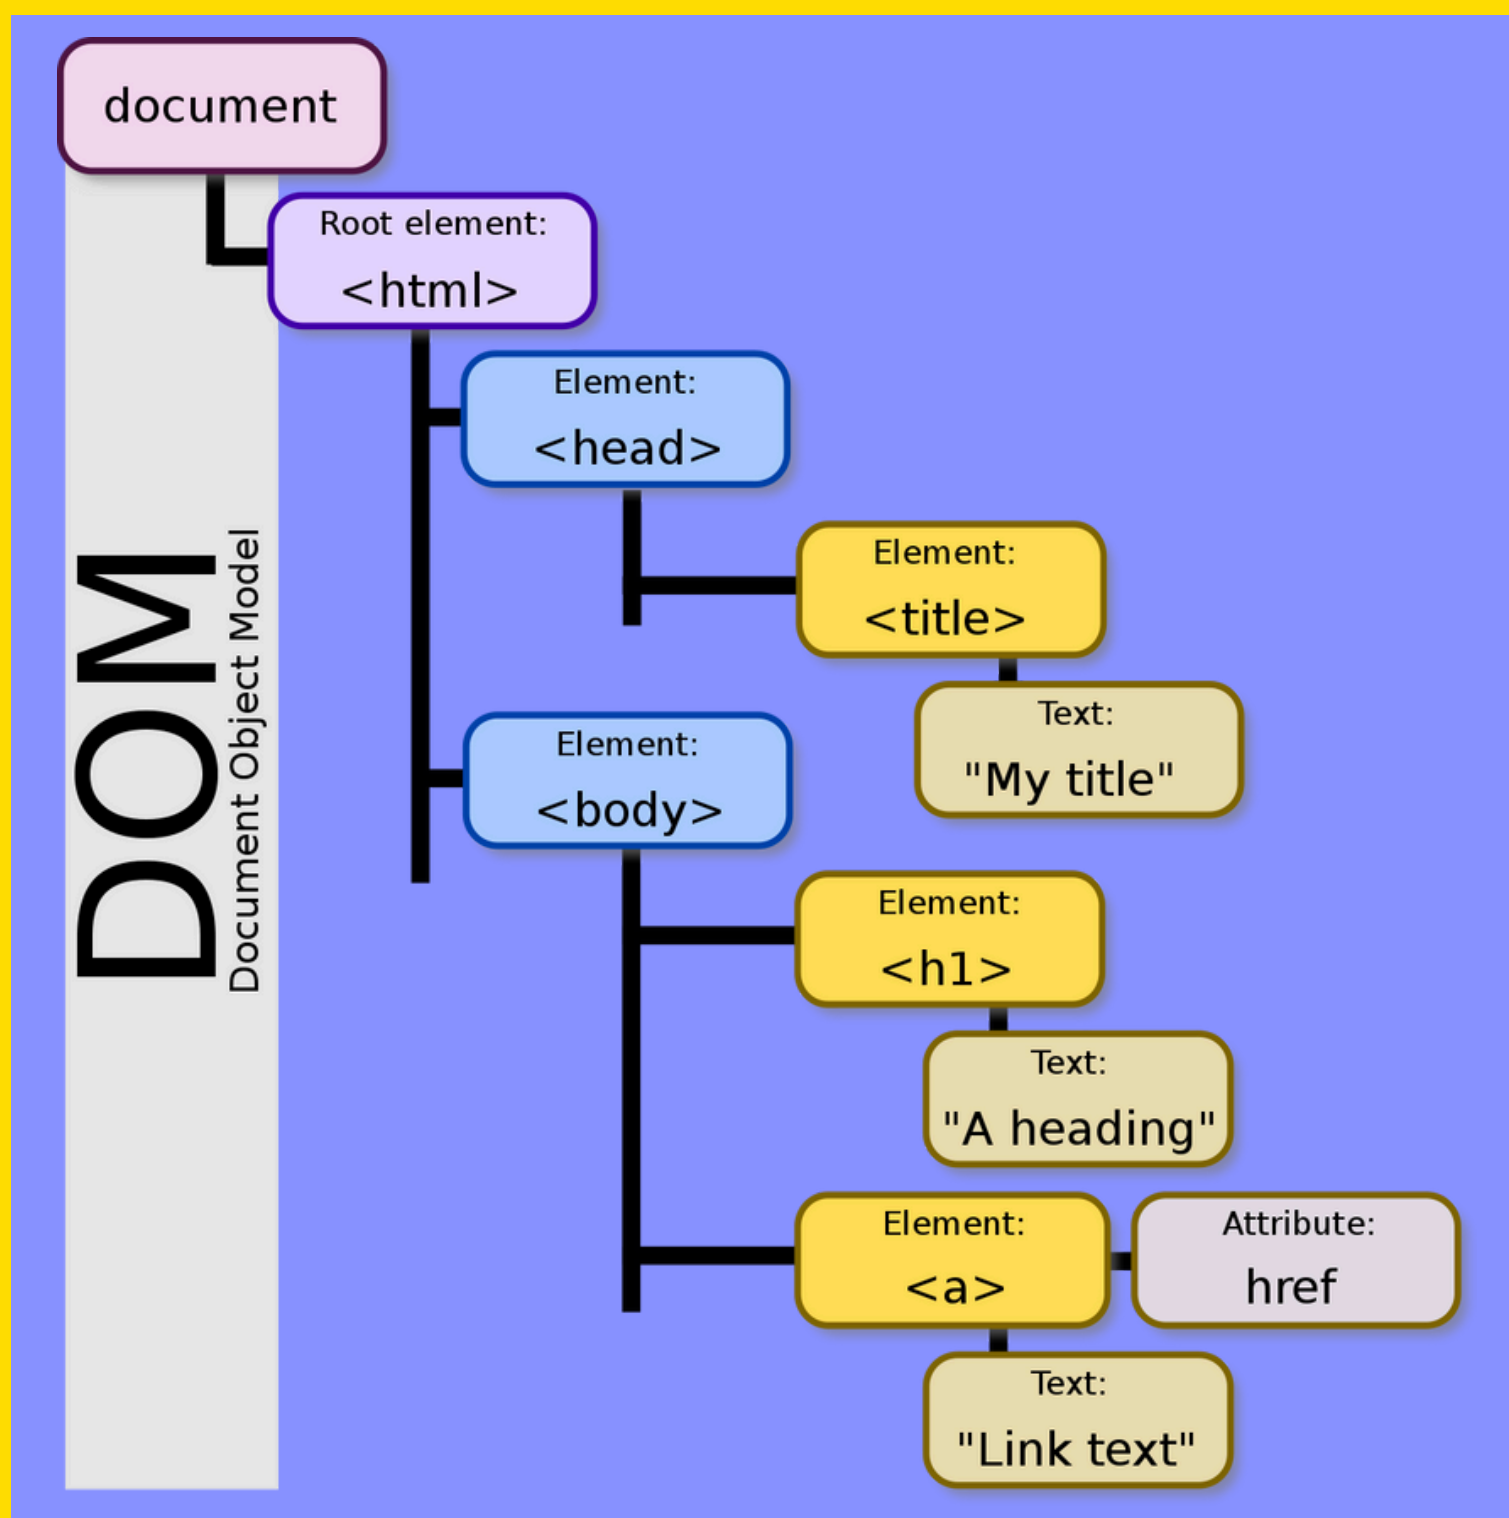 document
Root element:
<html>
Element:
<head>
Element:
<title>
Text:
"My title"
Element:
<body>
Element:
<h1>
Text:
"A heading"
Element:
<a>
Attribute:
href
Text:
"Link text"
DOM
Document Object Model